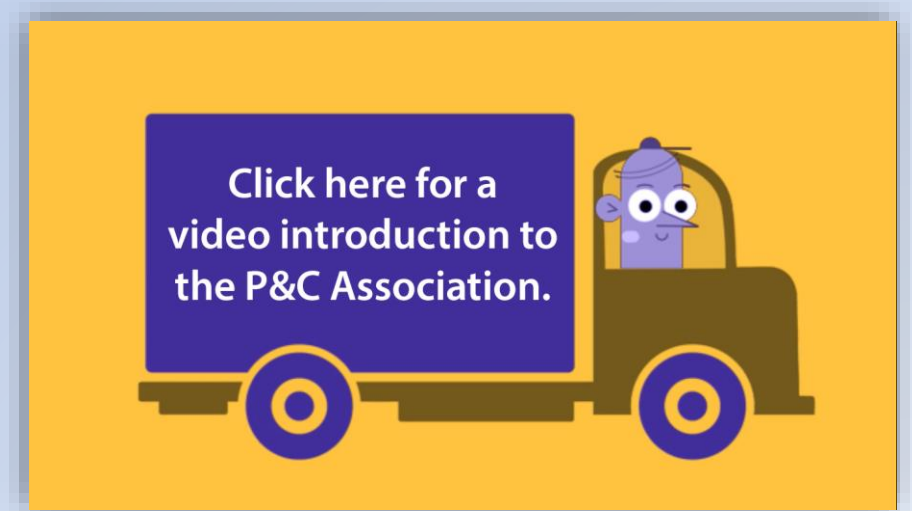 Click here for a
video introduction to
the P&C Association.